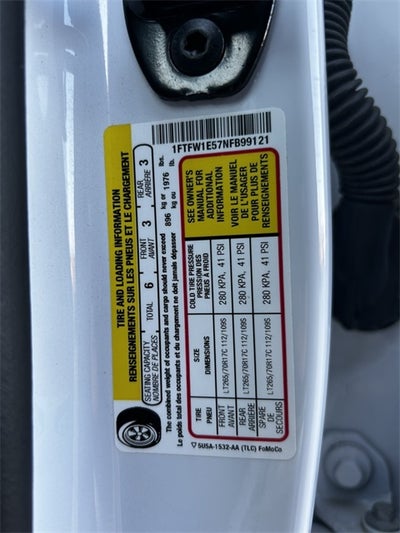 1FTFW1E57NFB99121
TIRE AND LOADING INFORMATION
RENSEIGNEMENTS SUR LES PNEUS ET LE CHARGEMENT
SEATING CAPACITY
NOMBRE DE PLACES
TOTAL 6
FRONT
AVANT 3
REAR
ARRIÈRE 3
The combined weight of occupants and cargo should never exceed 896 kg or 1976 lbs.
Le poids total des occupants et du chargement ne doit jamais dépasser kg ou lb.
TIRE
PNEU
SIZE
DIMENSIONS
COLD TIRE PRESSURE
PRESSION DES
PNEUS À FROID
FRONT
AVANT
LT265/70R17C 112/109S
280 KPA, 41 PSI
REAR
ARRIÈRE
LT265/70R17C 112/109S
280 KPA, 41 PSI
SPARE
DE
SECOURS
LT265/70R17C 112/109S
280 KPA, 41 PSI
SEE OWNER'S
MANUAL FOR
ADDITIONAL
INFORMATION
VOIR LE MANUEL
DE L'USAGER
POUR PLUS DE
RENSEIGNEMENTS
5U5A-1532-AA (TLC) FoMoCo